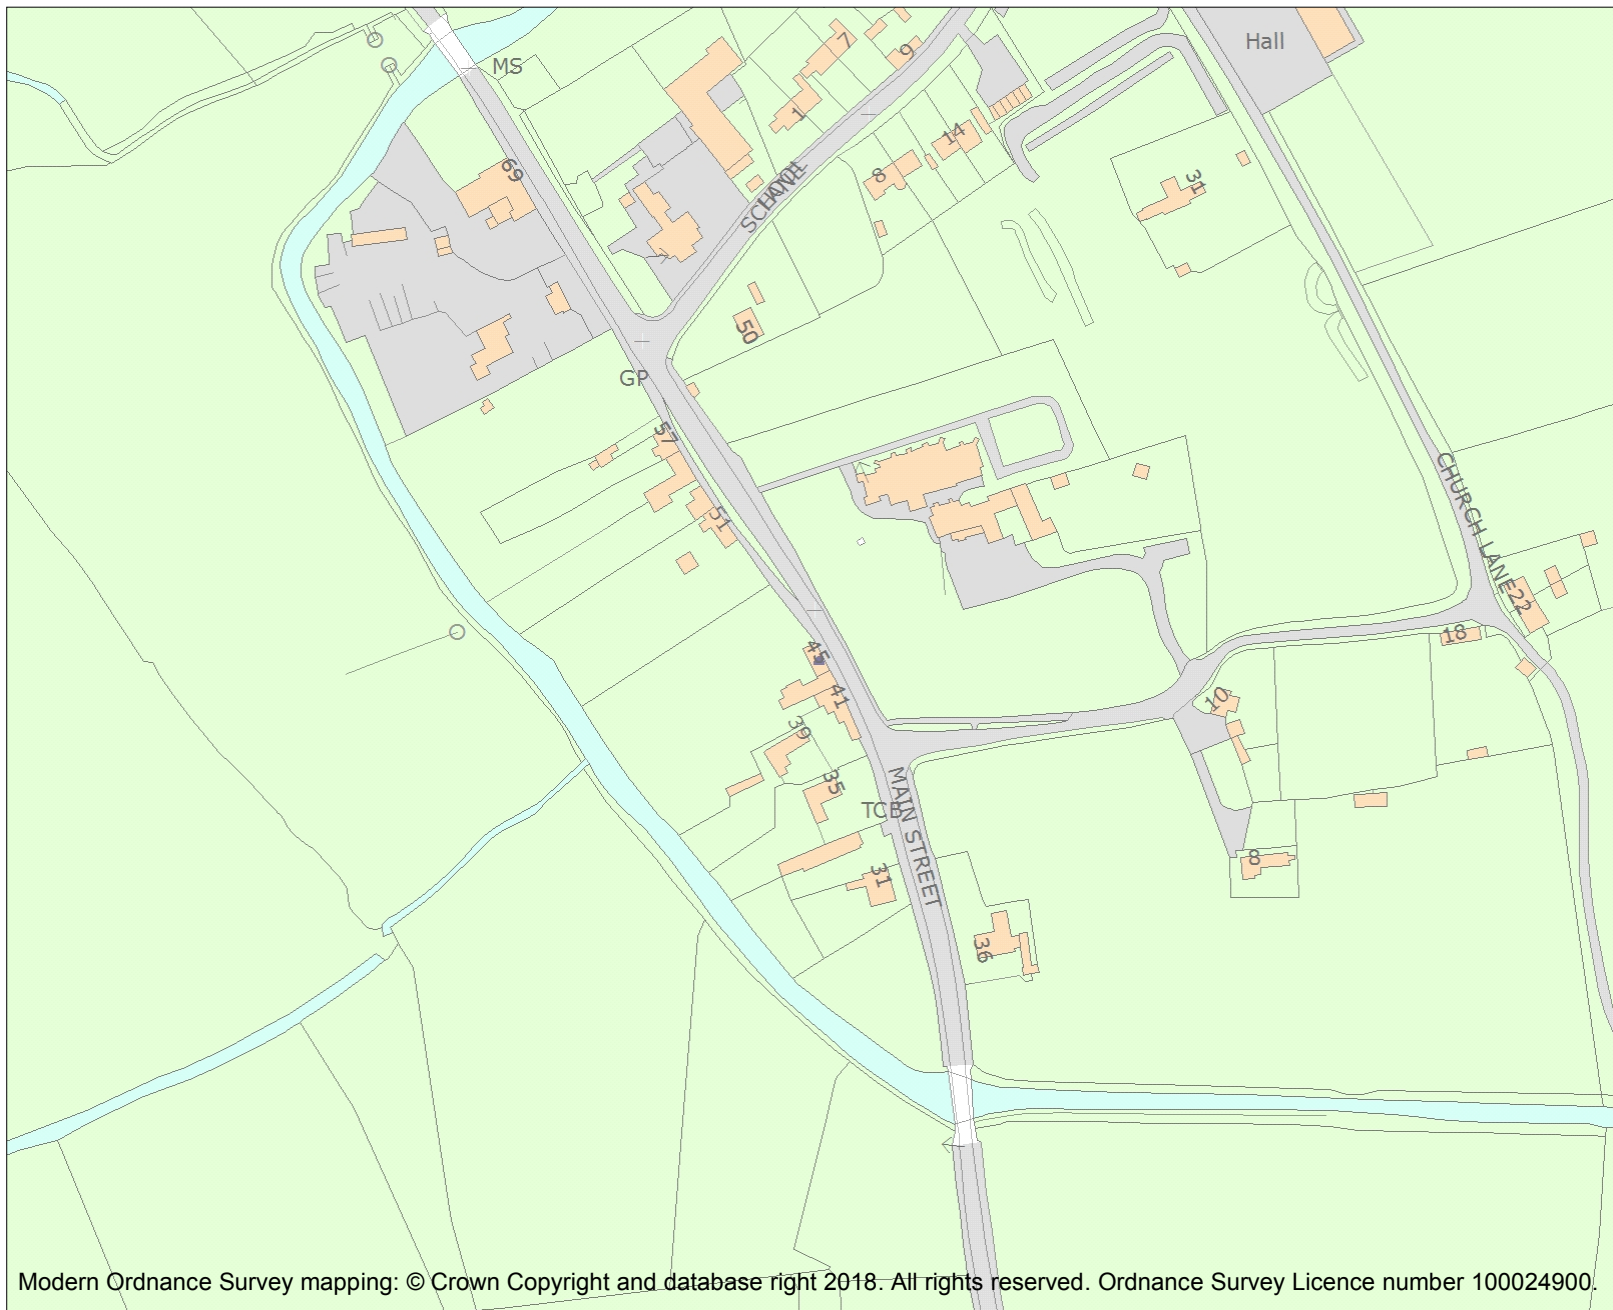 Hall
MS
7
9
1
14
69
8
31
SCHOOL LANE
50
GP
57
CHURCH LANE
51
22
18
45
41
10
39
35
MAIN STREET
TCB
8
31
36
Modern Ordnance Survey mapping: © Crown Copyright and database right 2018. All rights reserved. Ordnance Survey Licence number 100024900.